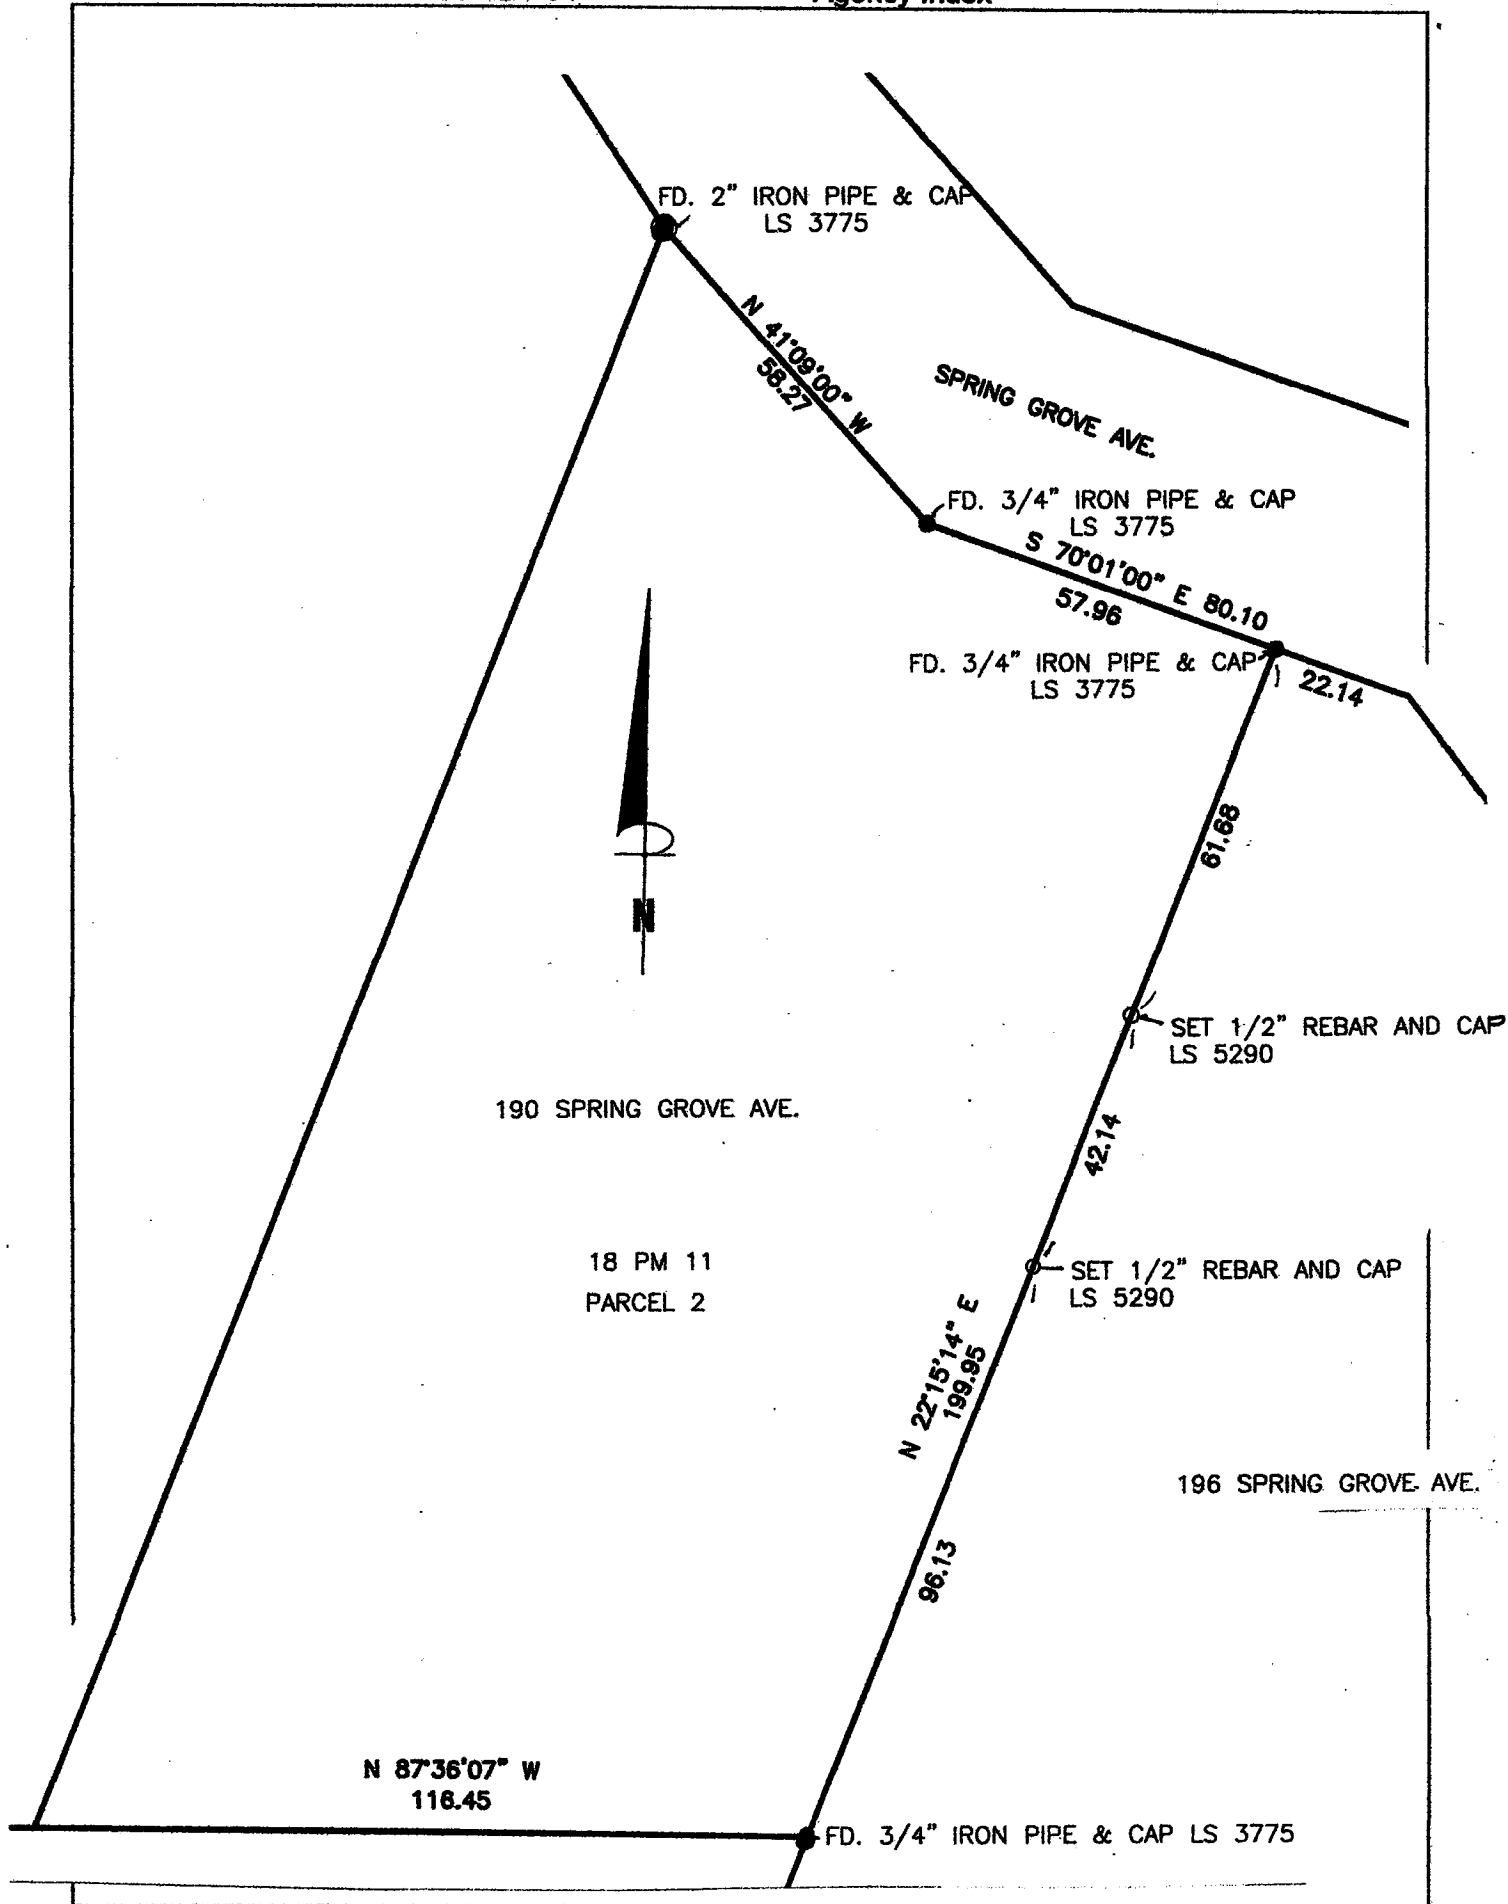 Agency Index
FD. 2" IRON PIPE & CAP
LS 3775
N 41°09'00" W
58.27
SPRING GROVE AVE.
FD. 3/4" IRON PIPE & CAP
LS 3775
S 70°01'00" E 80.10
57.96
FD. 3/4" IRON PIPE & CAP
LS 3775
22.14
61.68
N
SET 1/2" REBAR AND CAP
LS 5290
190 SPRING GROVE AVE.
42.14
18 PM 11
PARCEL 2
SET 1/2" REBAR AND CAP
LS 5290
N 22°15'14" E
199.95
196 SPRING GROVE AVE.
96.13
N 87°36'07" W
116.45
FD. 3/4" IRON PIPE & CAP LS 3775